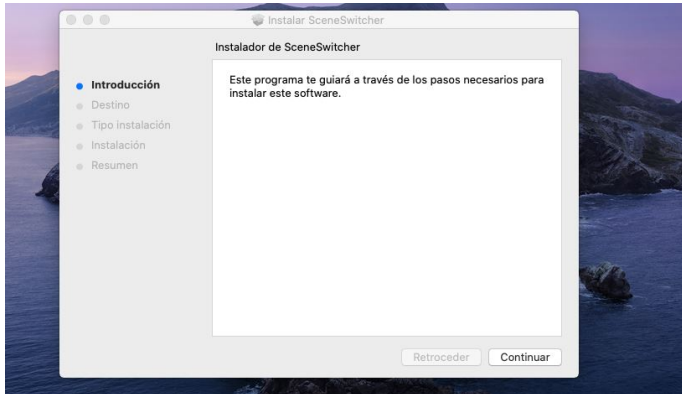 Instalar SceneSwitcher
Instalador de SceneSwitcher
Introducción
Destino
Tipo instalación
Instalación
Resumen
Este programa te guiará a través de los pasos necesarios para
instalar este software.
Retroceder
Continuar